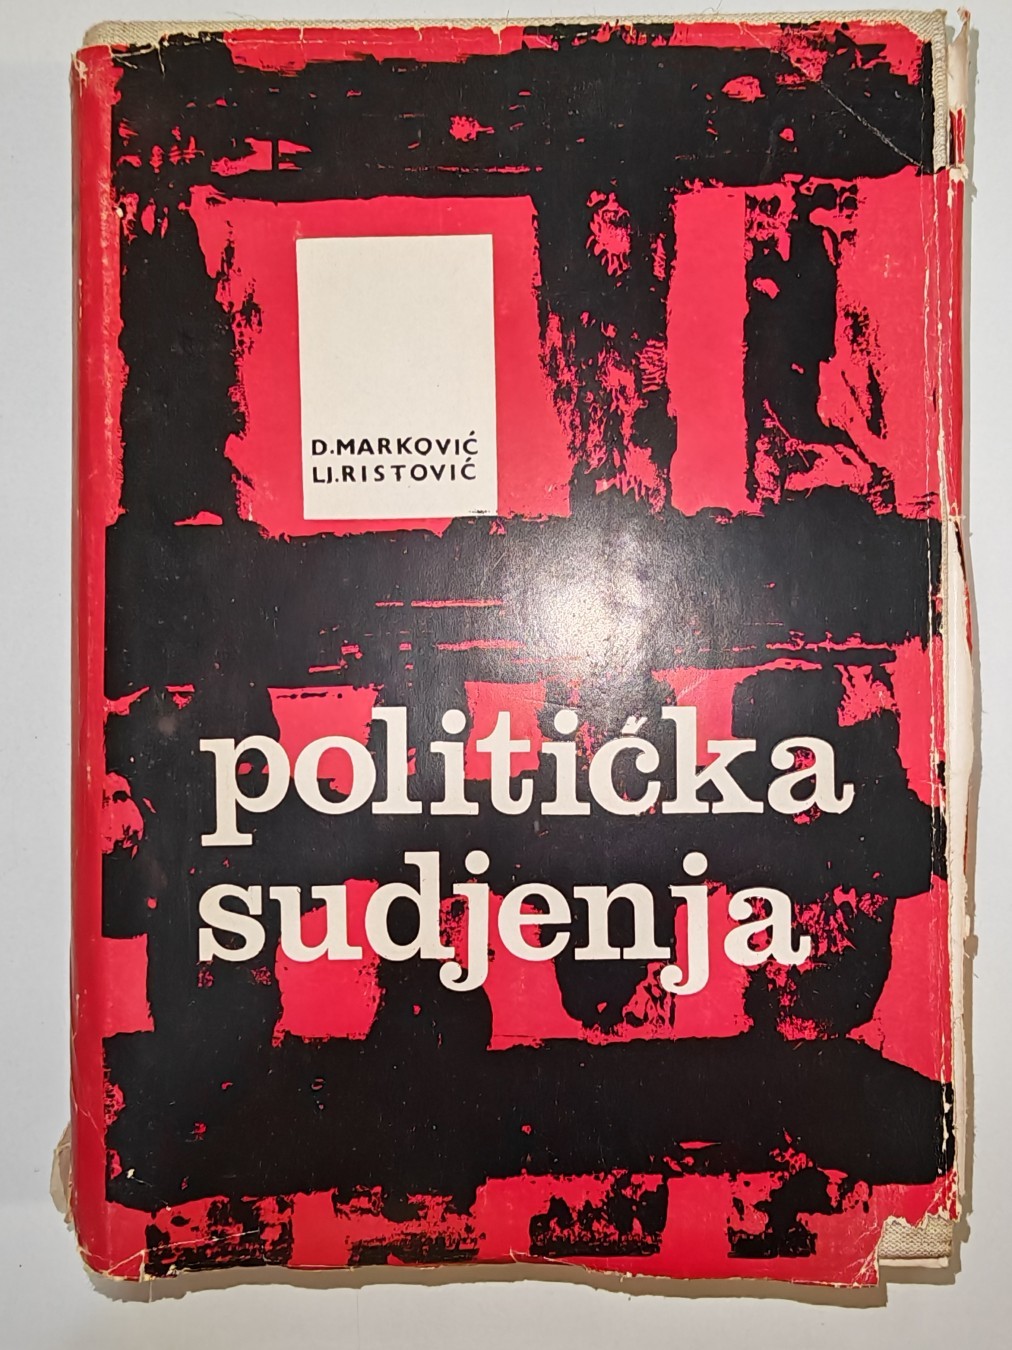 D. MARKOVIĆ
LJ. RISTOVIĆ
politička
sudjenja